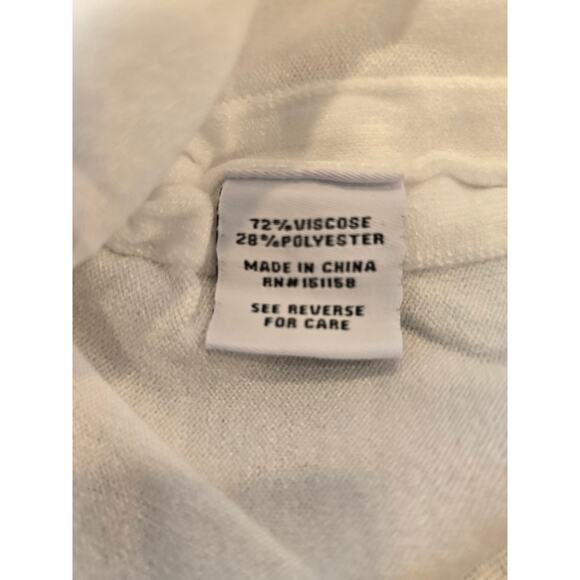 72%VISCOSE
28%POLYESTER
MADE IN CHINA
RN#151158
SEE REVERSE
FOR CARE